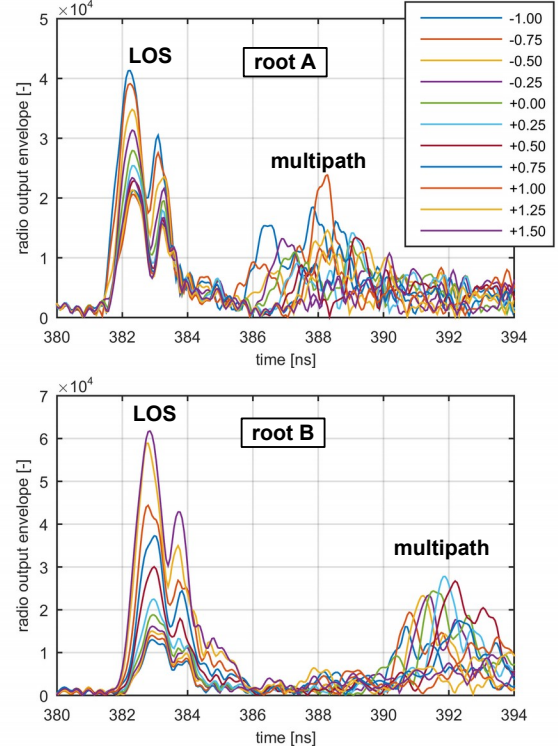 ×10⁴
5
4
3
2
1
0
radio output envelope [-]
LOS
root A
multipath
-1.00
-0.75
-0.50
-0.25
+0.00
+0.25
+0.50
+0.75
+1.00
+1.25
+1.50
380 382 384 386 388 390 392 394
time [ns]
×10⁴
7
6
5
4
3
2
1
0
radio output envelope [-]
LOS
root B
multipath
380 382 384 386 388 390 392 394
time [ns]